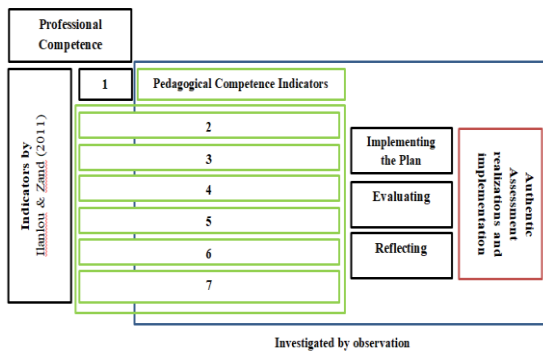 Professional
Competence
1
Pedagogical Competence Indicators
Indicators by
Ilanlou & Zand (2011)
2
3
4
5
6
7
Implementing
the Plan
Evaluating
Reflecting
Authentic
Assessment
realizations and
implementation
Investigated by observation